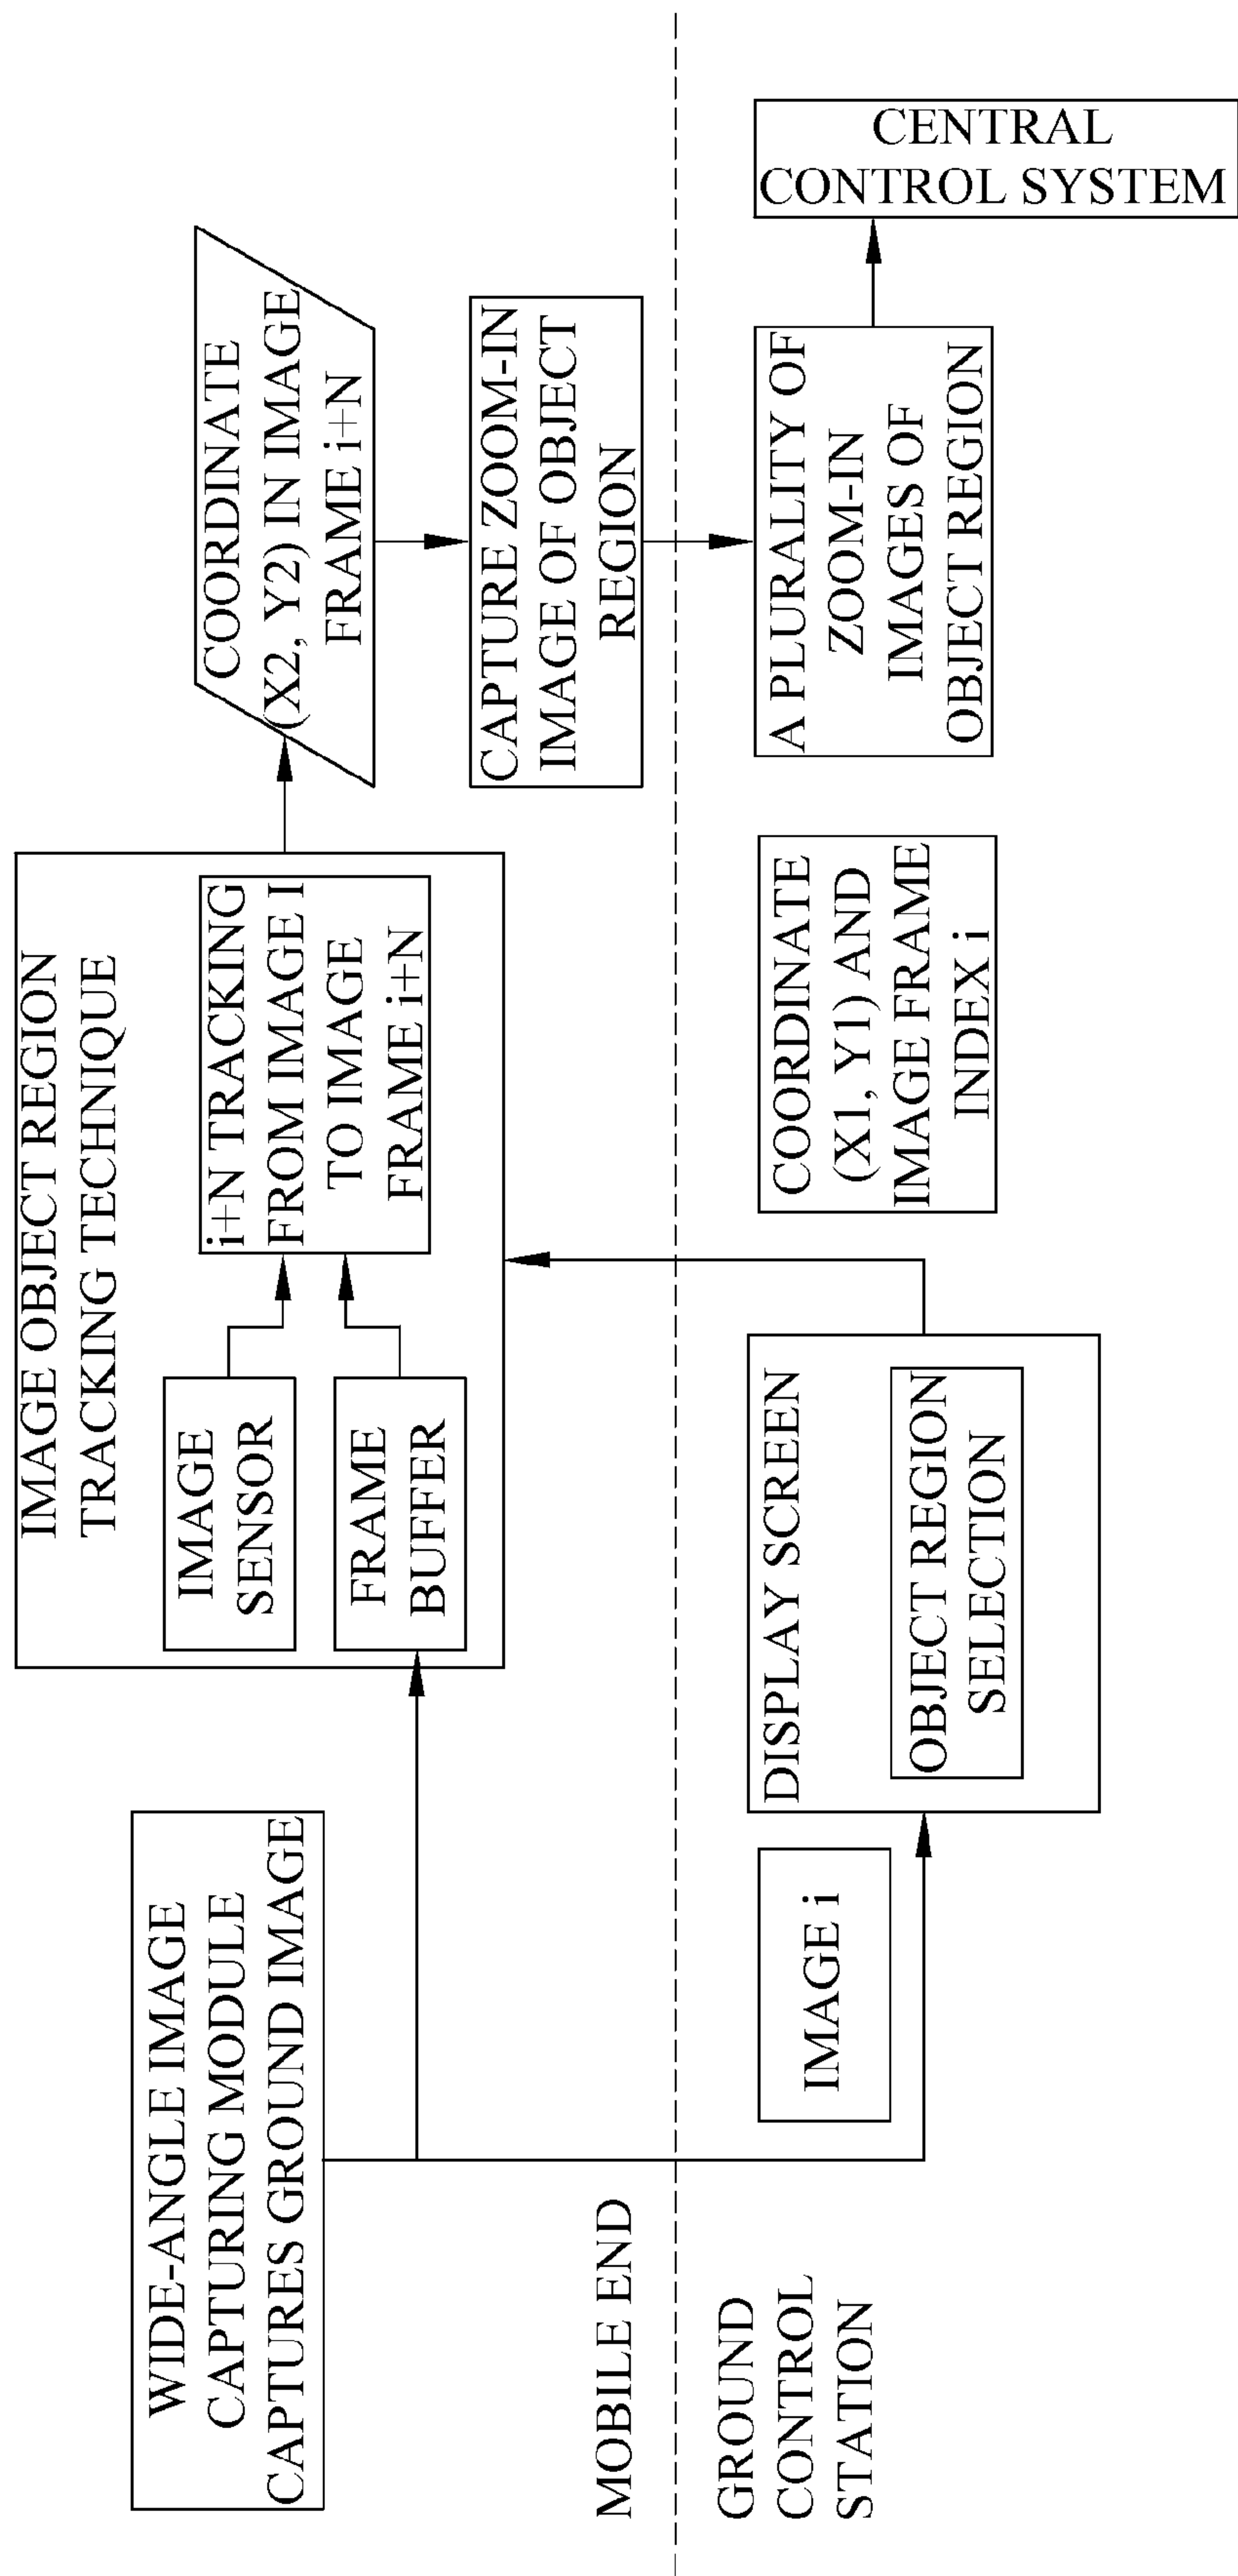 WIDE-ANGLE IMAGE
CAPTURING MODULE
CAPTURES GROUND IMAGE
IMAGE OBJECT REGION
TRACKING TECHNIQUE
IMAGE
SENSOR
FRAME
BUFFER
i+N TRACKING
FROM IMAGE I
TO IMAGE
FRAME i+N
COORDINATE
(X2, Y2) IN IMAGE
FRAME i+N
CAPTURE ZOOM-IN
IMAGE OF OBJECT
REGION
MOBILE END
GROUND
CONTROL
STATION
IMAGE i
DISPLAY SCREEN
OBJECT REGION
SELECTION
COORDINATE
(X1, Y1) AND
IMAGE FRAME
INDEX i
A PLURALITY OF
ZOOM-IN
IMAGES OF
OBJECT REGION
CENTRAL
CONTROL SYSTEM